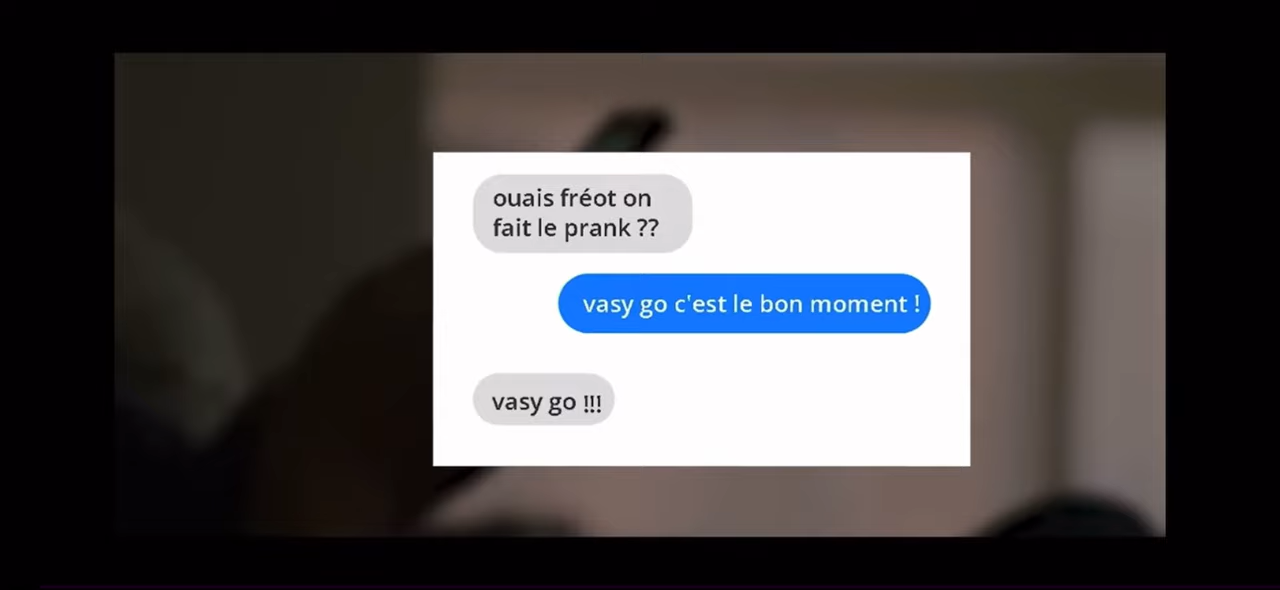 ouais fréot on
fait le prank ??
vasy go c'est le bon moment !
vasy go !!!